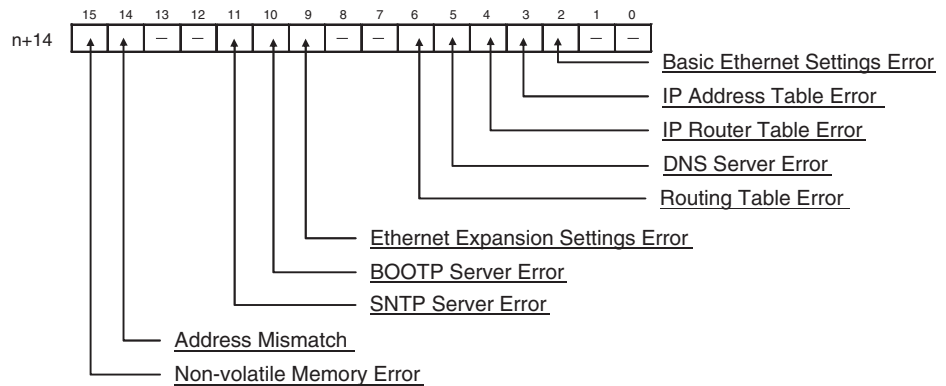 15 14 13 12 11 10 9 8 7 6 5 4 3 2 1 0
n+14 – – – – – –
Basic Ethernet Settings Error
IP Address Table Error
IP Router Table Error
DNS Server Error
Routing Table Error
Ethernet Expansion Settings Error
BOOTP Server Error
SNTP Server Error
Address Mismatch
Non-volatile Memory Error